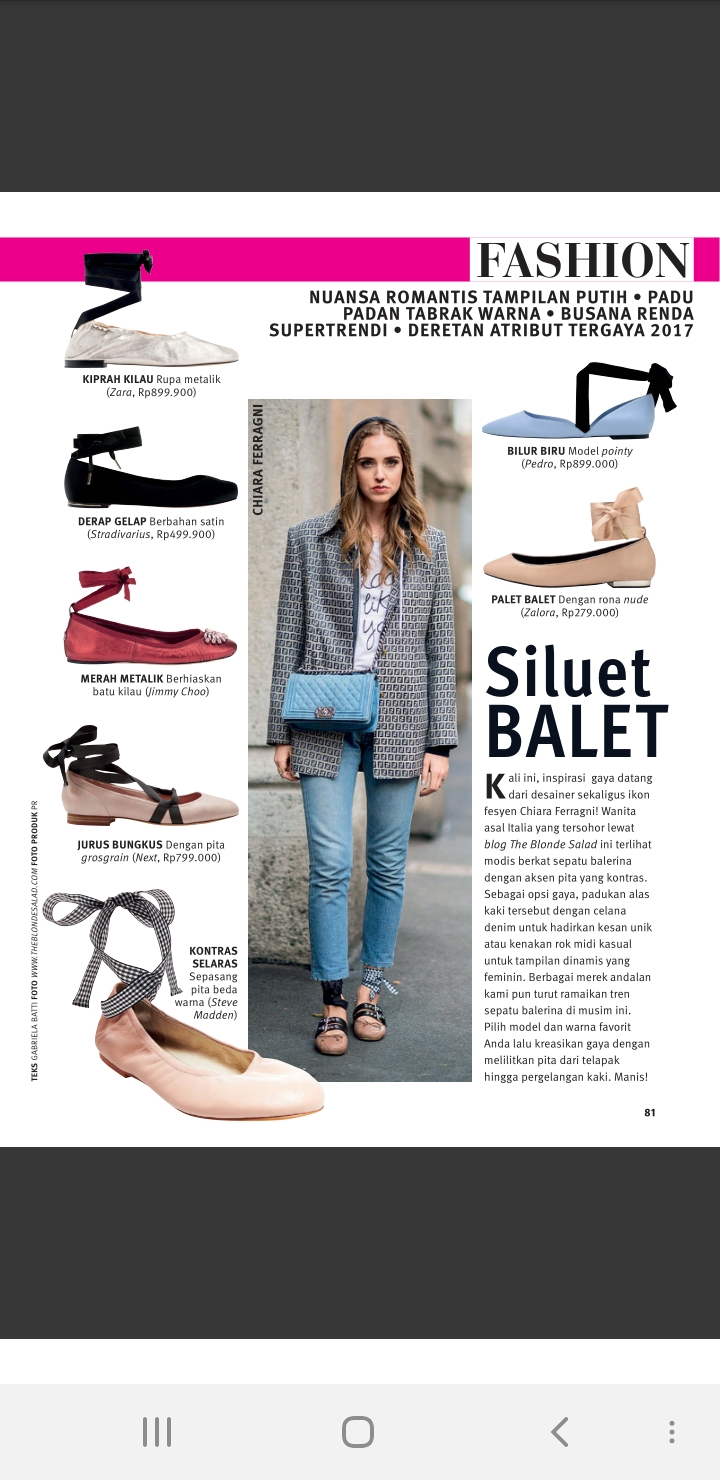 FASHION
NUANSA ROMANTIS TAMPILAN PUTIH • PADU
PADAN TABRAK WARNA • BUSANA RENDA
SUPERTRENDI • DERETAN ATRIBUT TERGAYA 2017
KIPRAH KILAU Rupa metalik
(Zara, Rp899.900)
DERAP GELAP Berbahan satin
(Stradivarius, Rp499.900)
MERAH METALIK Berhiaskan
batu kilau (Jimmy Choo)
JURUS BUNGKUS Dengan pita
grosgrain (Next, Rp799.000)
KONTRAS
SELARAS
Sepasang
pita beda
warna (Steve
Madden)
TEKS GABRIELA BATTI FOTO WWW.THEBLONDESALAD.COM FOTO PRODUK PR
CHIARA FERRAGNI
BILUR BIRU Model pointy
(Pedro, Rp899.000)
PALET BALET Dengan rona nude
(Zalora, Rp279.000)
Siluet
BALET
Kali ini, inspirasi gaya datang
dari desainer sekaligus ikon
fesyen Chiara Ferragni! Wanita
asal Italia yang tersohor lewat
blog The Blonde Salad ini terlihat
modis berkat sepatu balerina
dengan aksen pita yang kontras.
Sebagai opsi gaya, padukan alas
kaki tersebut dengan celana
denim untuk hadirkan kesan unik
atau kenakan rok midi kasual
untuk tampilan dinamis yang
feminin. Berbagai merek andalan
kami pun turut ramaikan tren
sepatu balerina di musim ini.
Pilih model dan warna favorit
Anda lalu kreasikan gaya dengan
melilitkan pita dari telapak
hingga pergelangan kaki. Manis!
81